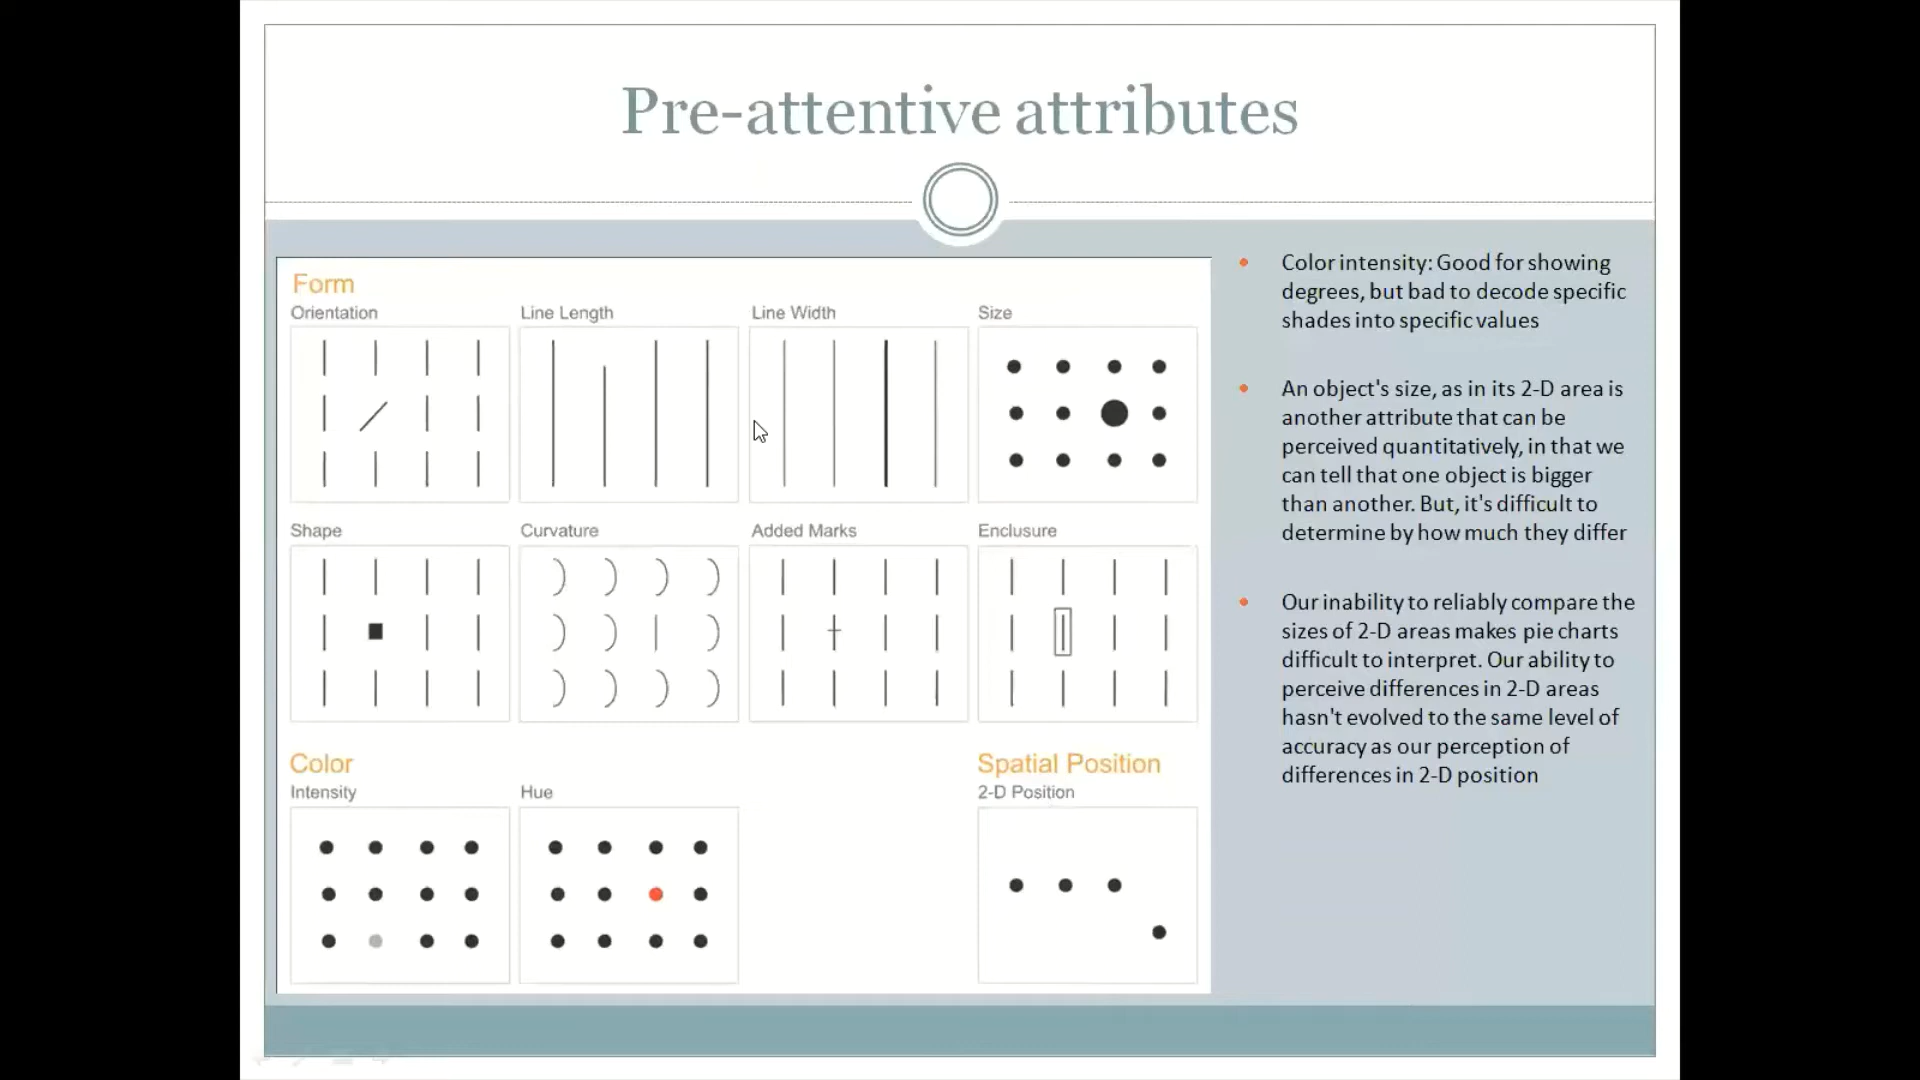 Pre-attentive attributes
Form
Orientation
Line Length
Line Width
Size
Shape
Curvature
Added Marks
Enclusure
Color
Intensity
Hue
Spatial Position
2-D Position
Color intensity: Good for showing
degrees, but bad to decode specific
shades into specific values
An object's size, as in its 2-D area is
another attribute that can be
perceived quantitatively, in that we
can tell that one object is bigger
than another. But, it's difficult to
determine by how much they differ
Our inability to reliably compare the
sizes of 2-D areas makes pie charts
difficult to interpret. Our ability to
perceive differences in 2-D areas
hasn't evolved to the same level of
accuracy as our perception of
differences in 2-D position